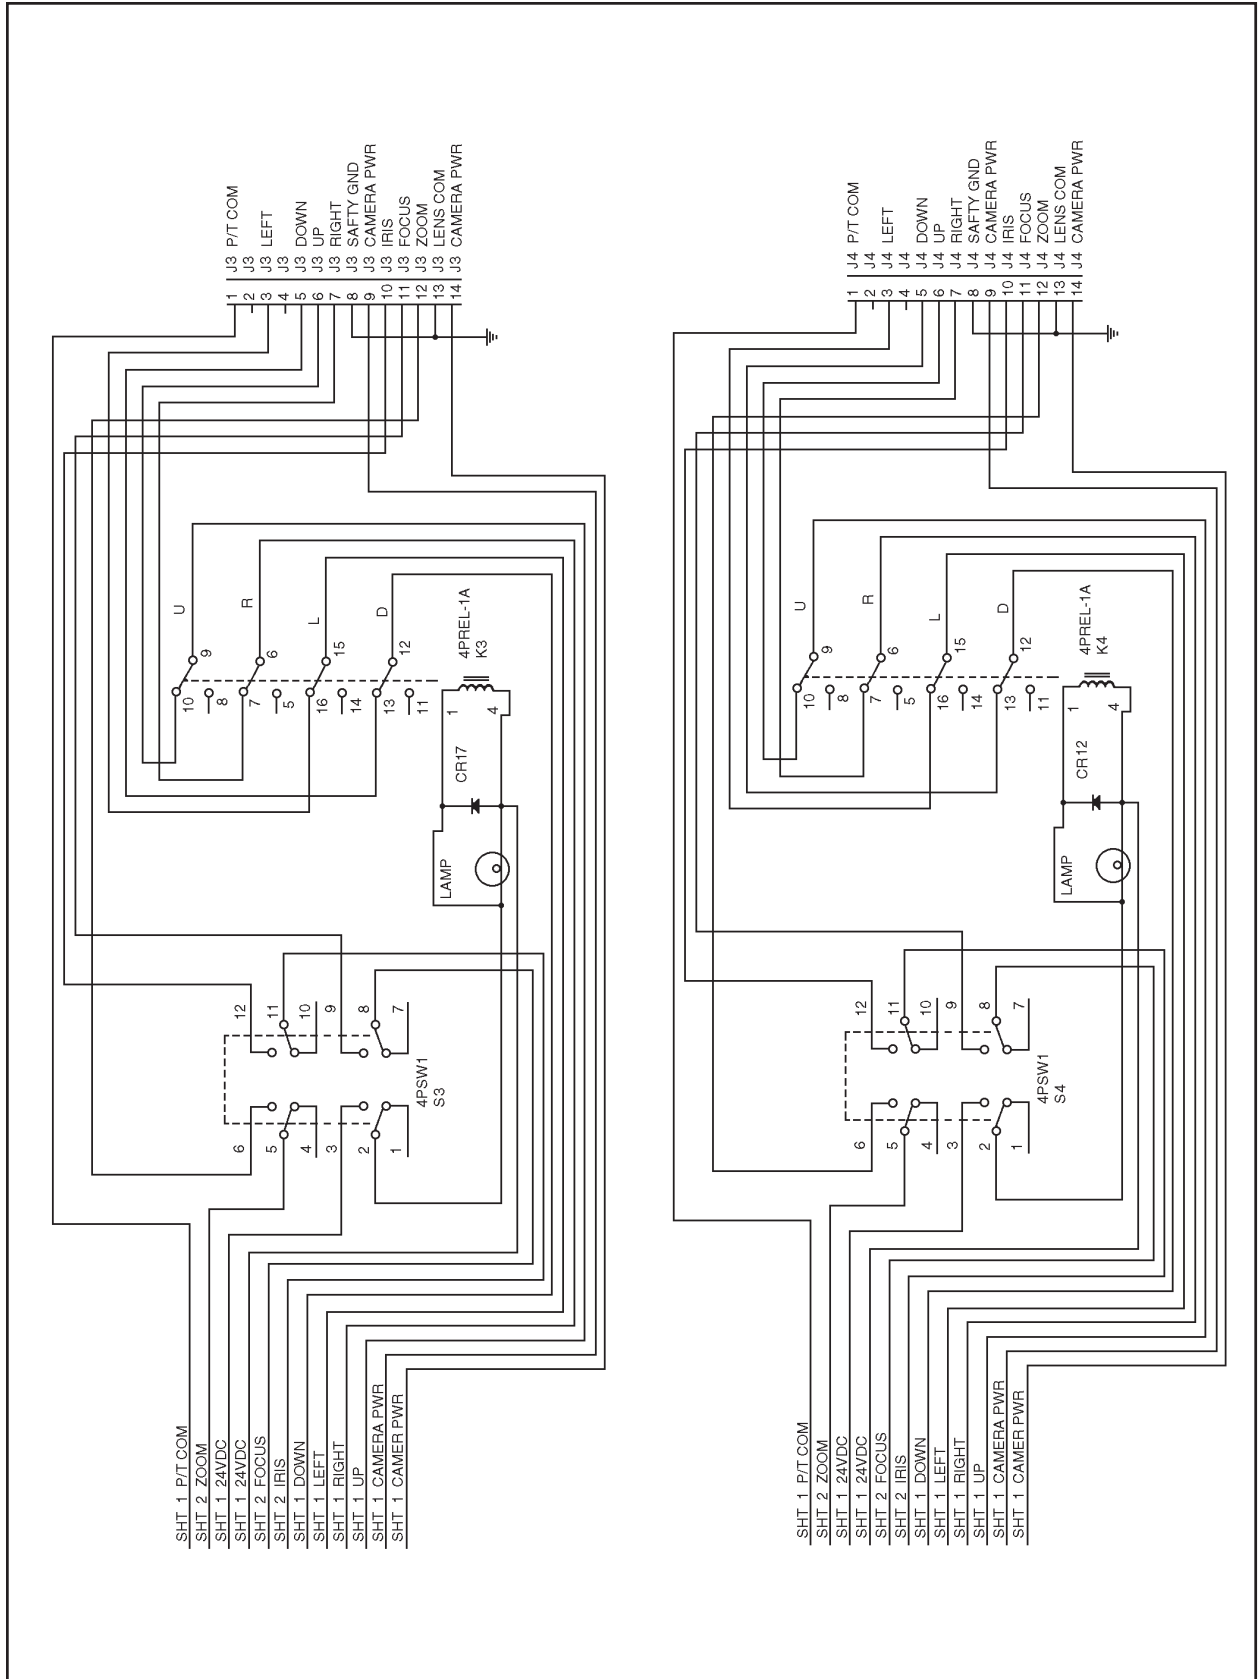 1 J3 P/T COM
2 J3
3 J3 LEFT
4 J3
5 J3 DOWN
6 J3 UP
7 J3 RIGHT
8 J3 SAFTY GND
9 J3 CAMERA PWR
10 J3 IRIS
11 J3 FOCUS
12 J3 ZOOM
13 J3 LENS COM
14 J3 CAMERA PWR
U
9
10
8
R
6
7
5
L
15
16
14
D
12
13
11
4PREL-1A
K3
1
4
CR17
LAMP
12
11
10
9
8
7
6
5
4
3
2
1
4PSW1
S3
SHT 1 P/T COM
SHT 2 ZOOM
SHT 1 24VDC
SHT 1 24VDC
SHT 2 FOCUS
SHT 2 IRIS
SHT 1 DOWN
SHT 1 LEFT
SHT 1 RIGHT
SHT 1 UP
SHT 1 CAMERA PWR
SHT 1 CAMER PWR
1 J4 P/T COM
2 J4
3 J4 LEFT
4 J4
5 J4 DOWN
6 J4 UP
7 J4 RIGHT
8 J4 SAFTY GND
9 J4 CAMERA PWR
10 J4 IRIS
11 J4 FOCUS
12 J4 ZOOM
13 J4 LENS COM
14 J4 CAMERA PWR
U
9
10
8
R
6
7
5
L
15
16
14
D
12
13
11
4PREL-1A
K4
1
4
CR12
LAMP
12
11
10
9
8
7
6
5
4
3
2
1
4PSW1
S4
SHT 1 P/T COM
SHT 2 ZOOM
SHT 1 24VDC
SHT 1 24VDC
SHT 2 FOCUS
SHT 2 IRIS
SHT 1 DOWN
SHT 1 LEFT
SHT 1 RIGHT
SHT 1 UP
SHT 1 CAMERA PWR
SHT 1 CAMER PWR